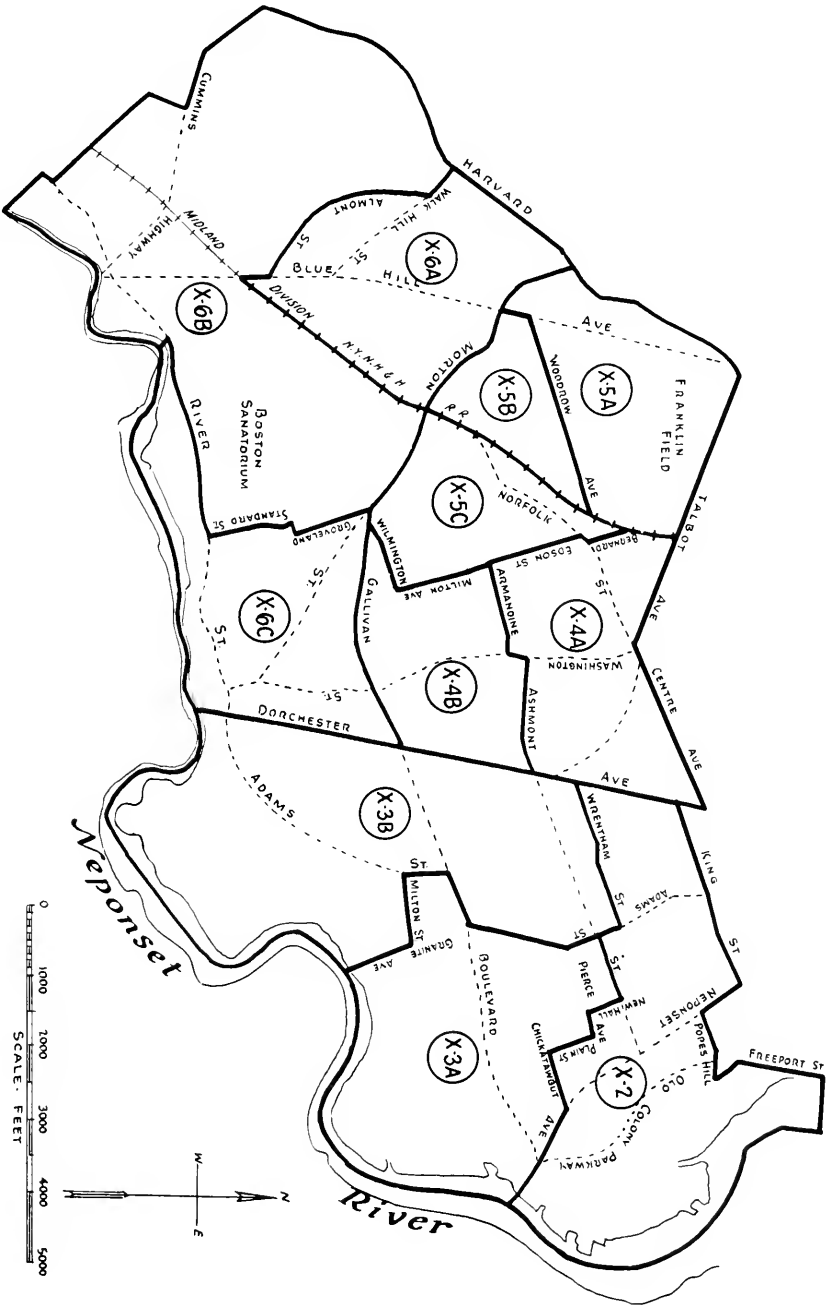 CUMMINS
HIGHWAY
MIDLAND
DIVISION
N.Y.N.H & H
R.R.
HARVARD
WALK HILL
ST
ALMONT
ST
BLUE
HILL
AVE
X-6A
X-6B
BOSTON
SANATORIUM
RIVER
ST.
STANDARD ST.
GROVELAND
MORTON
WOODROW
AVE
X-5A
X-5B
X-5C
FRANKLIN
FIELD
TALBOT
AVE
NORFOLK
ST
BERNARD
EDSON ST
WILMINGTON
MILTON AVE
ARMANDINE
GALLIVAN
X-6C
ST.
ST.
X-4A
WASHINGTON
X-4B
ASHMONT
CENTRE
AVE
DORCHESTER
AVE
X-3B
ADAMS
ST.
WRENTHAM
ST
KING
ST
ADAMS
ST
MILTON ST
GRANITE
AVE
BOULEVARD
PIERCE
AVE
ST.
NEWHALL
PLAIN ST
CHICKATAWBUT
AVE
NEPONSET
POPES HILL
FREEPORT ST
X-3A
X-2
OLD
COLONY
PARKWAY
Neponset
River
0
1000
2000
3000
4000
5000
SCALE - FEET
N
W
E